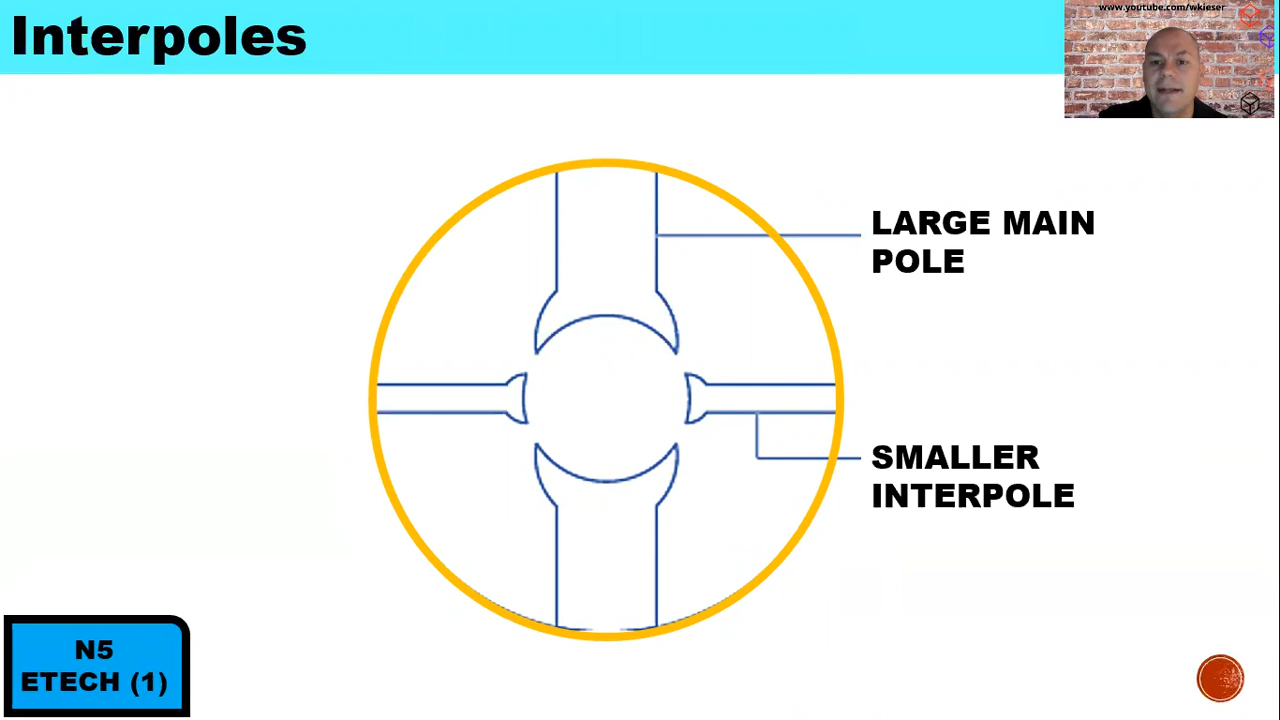 Interpoles
www.youtube.com/wkieser
LARGE MAIN
POLE
SMALLER
INTERPOLE
N5
ETECH (1)